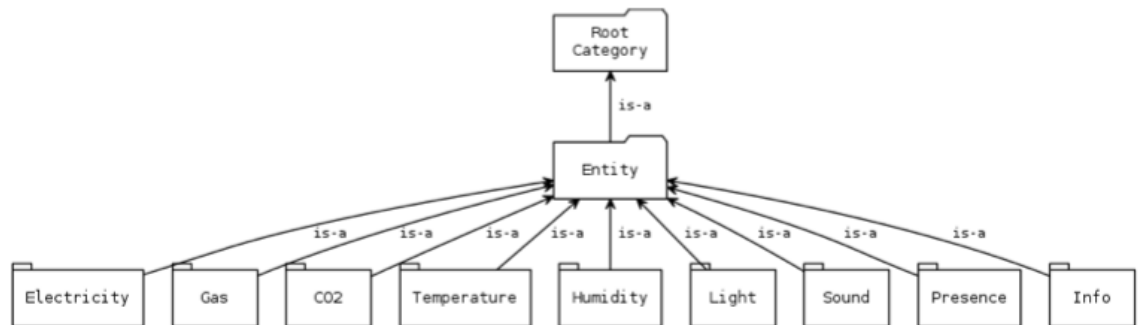 Root
Category
is-a
Entity
is-a is-a is-a is-a is-a is-a is-a is-a is-a
Electricity Gas CO2 Temperature Humidity Light Sound Presence Info